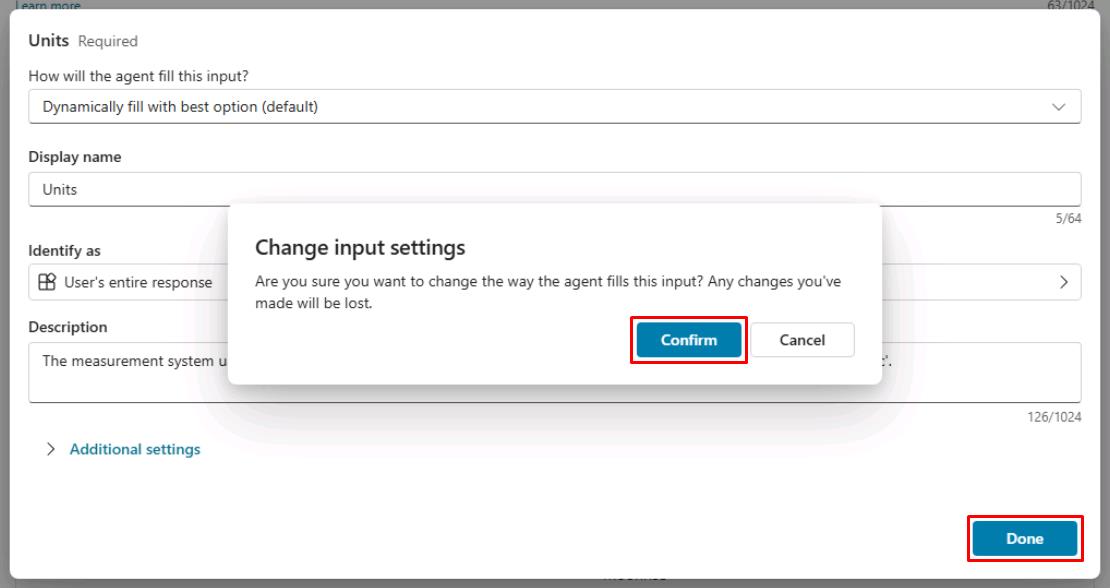 Learn more
63/1024
Units Required
How will the agent fill this input?
Dynamically fill with best option (default)
Display name
Units
5/64
Identify as
User's entire response
Change input settings
Are you sure you want to change the way the agent fills this input? Any changes you've
made will be lost.
Confirm Cancel
Description
The measurement system
126/1024
Additional settings
Done